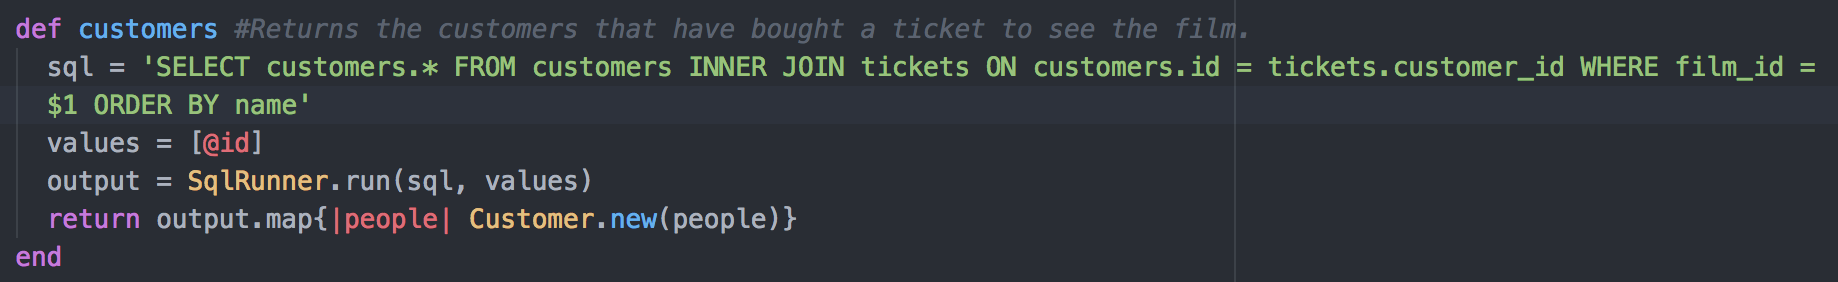 def customers #Returns the customers that have bought a ticket to see the film.
sql = 'SELECT customers.* FROM customers INNER JOIN tickets ON customers.id = tickets.customer_id WHERE film_id =
$1 ORDER BY name'
values = [@id]
output = SqlRunner.run(sql, values)
return output.map{|people| Customer.new(people)}
end